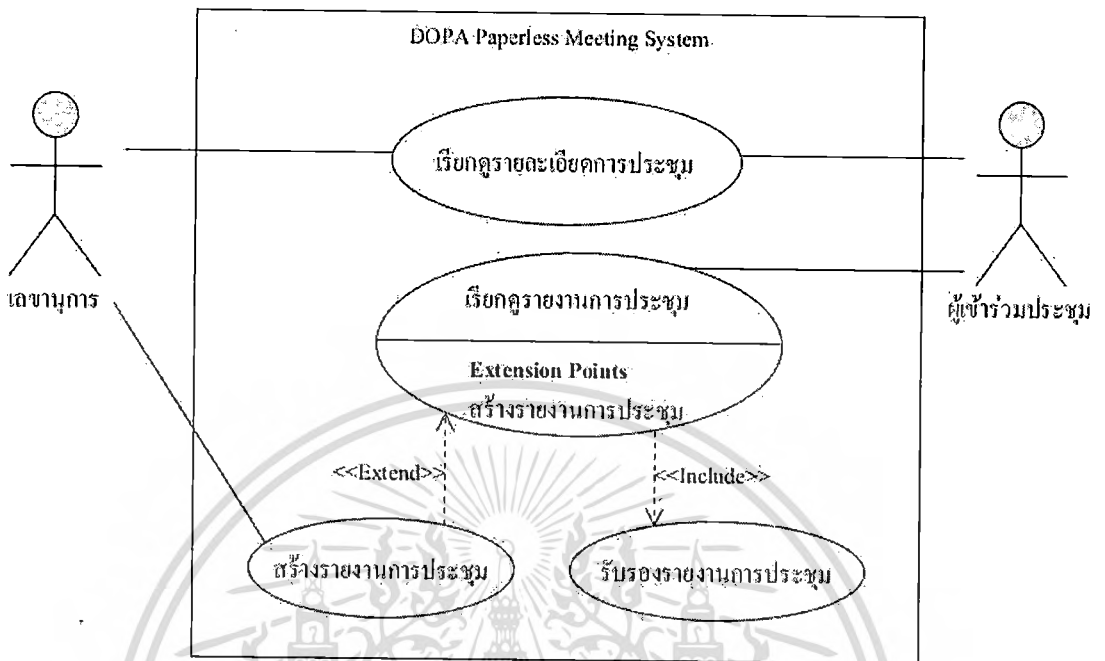 DOPA Paperless Meeting System
เรียกดูรายละเอียดการประชุม
เลขานุการ
ผู้เข้าร่วมประชุม
เรียกดูรายงานการประชุม
Extension Points
สร้างรายงานการประชุม
<<Extend>>
<<Include>>
สร้างรายงานการประชุม
รับรองรายงานการประชุม